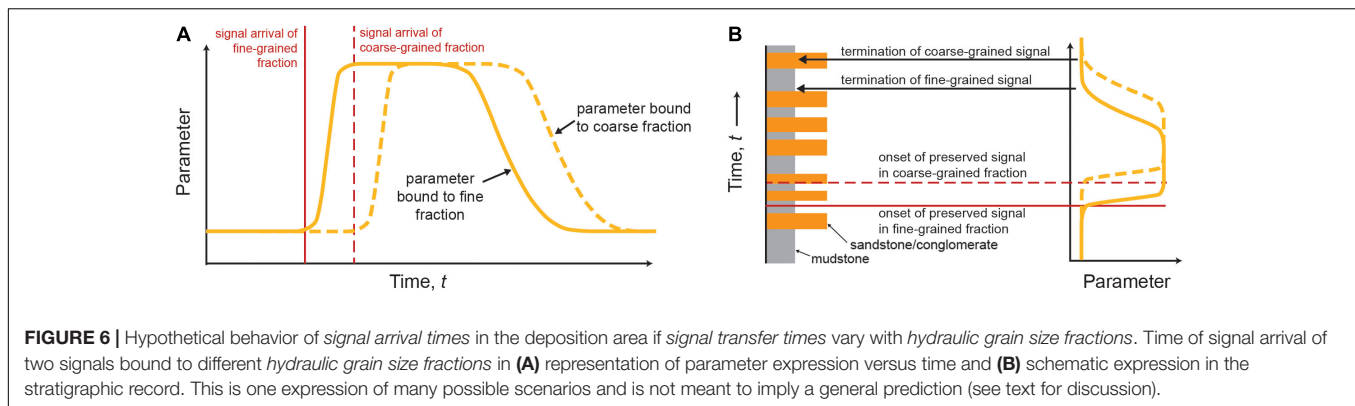 A
signal arrival of
fine-grained
fraction
signal arrival of
coarse-grained fraction
Parameter
parameter bound
to coarse fraction
parameter
bound to fine
fraction
Time, t
B
termination of coarse-grained signal
termination of fine-grained signal
Time, t
onset of preserved signal
in coarse-grained fraction
onset of preserved signal
in fine-grained fraction
sandstone/conglomerate
mudstone
Parameter
FIGURE 6 | Hypothetical behavior of signal arrival times in the deposition area if signal transfer times vary with hydraulic grain size fractions. Time of signal arrival of
two signals bound to different hydraulic grain size fractions in (A) representation of parameter expression versus time and (B) schematic expression in the
stratigraphic record. This is one expression of many possible scenarios and is not meant to imply a general prediction (see text for discussion).